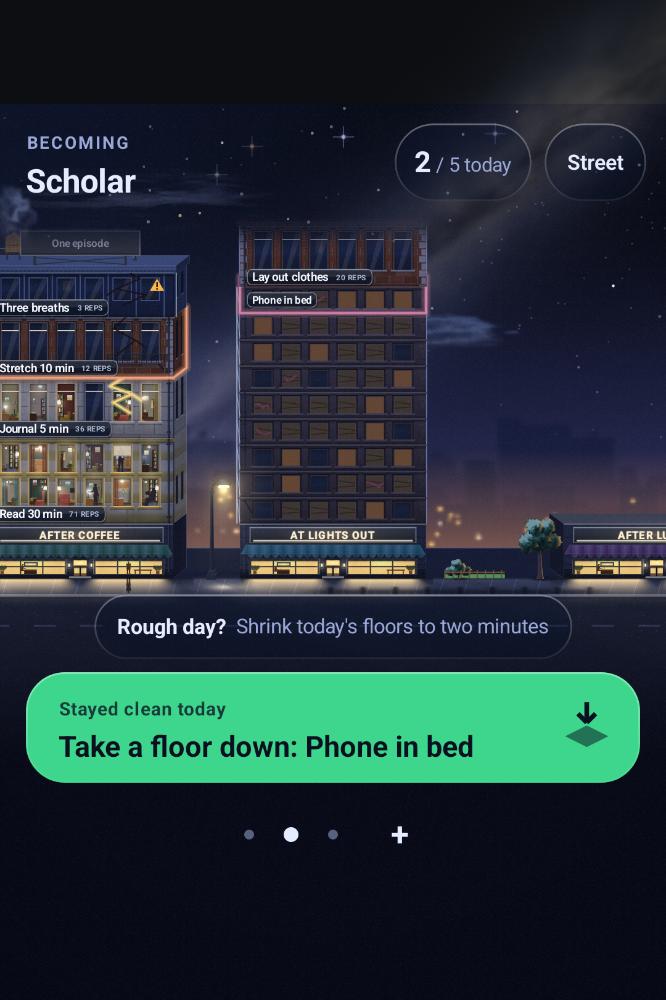 BECOMING
Scholar
2 / 5 today
Street
One episode
Lay out clothes 20 REPS
Phone in bed
Three breaths 3 REPS
Stretch 10 min 12 REPS
Journal 5 min 36 REPS
Read 30 min 71 REPS
AFTER COFFEE
AT LIGHTS OUT
AFTER LU
Rough day? Shrink today's floors to two minutes
Stayed clean today
Take a floor down: Phone in bed
+